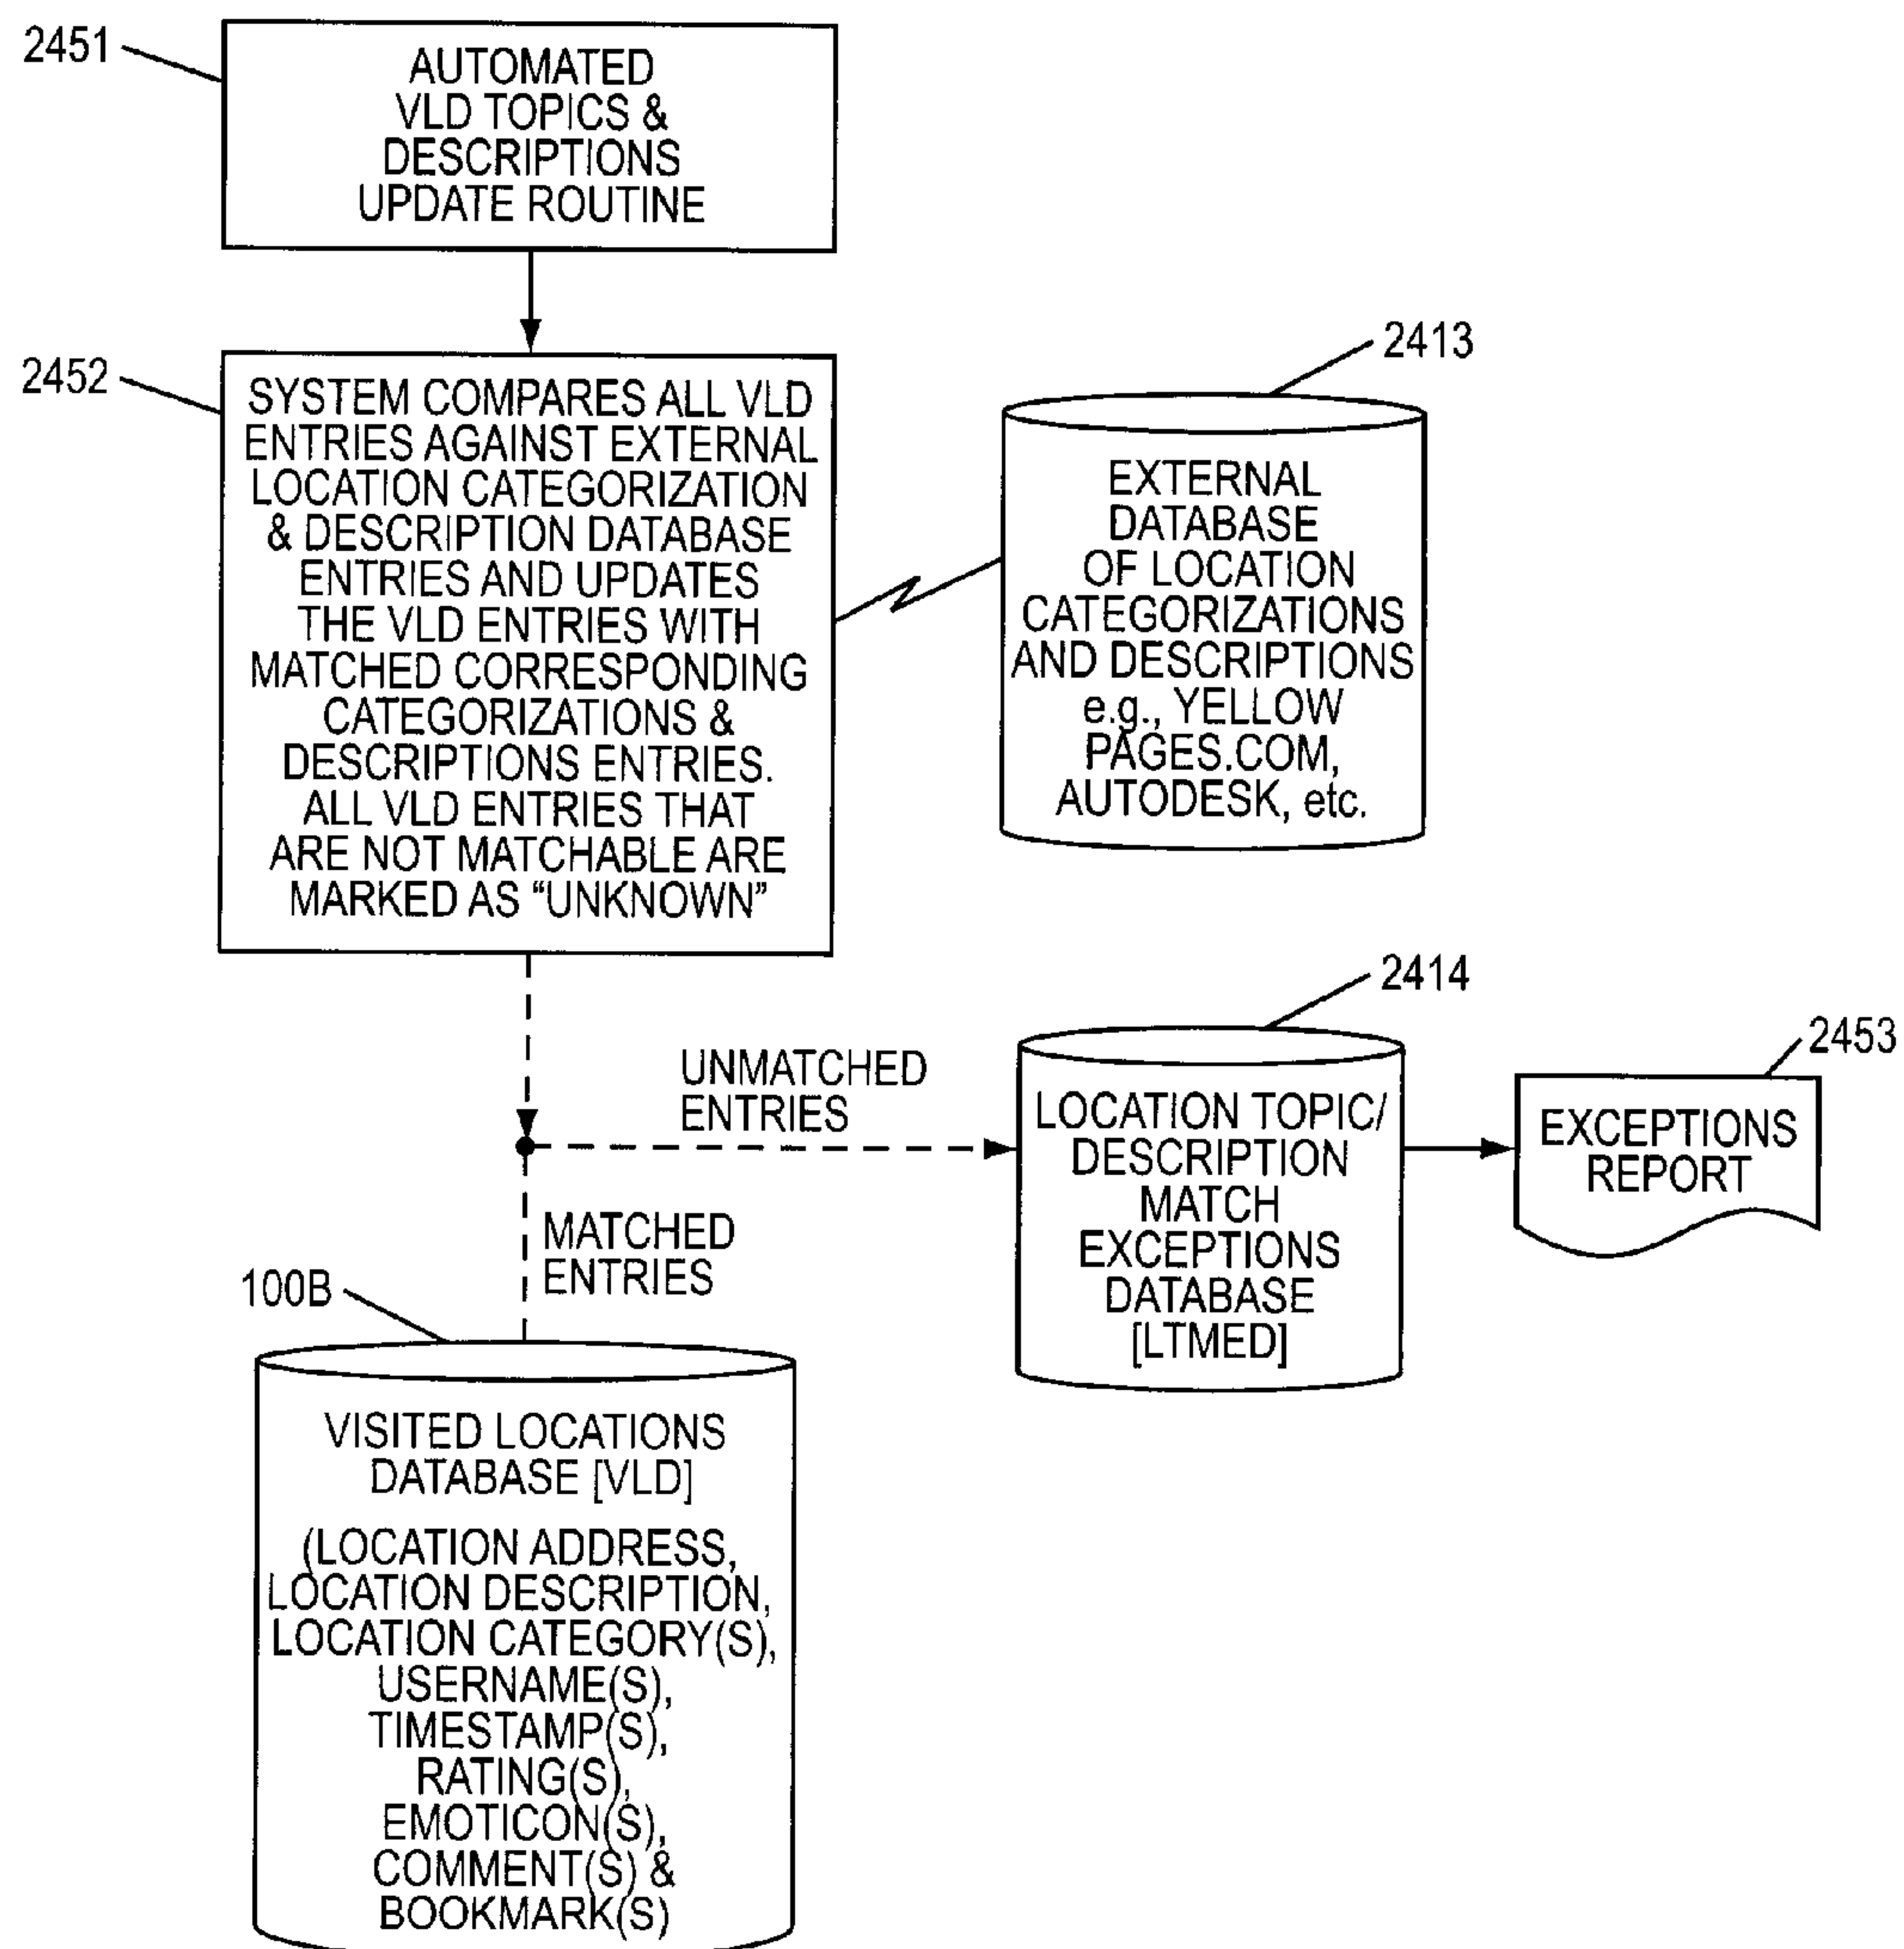 2451
AUTOMATED
VLD TOPICS &
DESCRIPTIONS
UPDATE ROUTINE
2452
SYSTEM COMPARES ALL VLD
ENTRIES AGAINST EXTERNAL
LOCATION CATEGORIZATION
& DESCRIPTION DATABASE
ENTRIES AND UPDATES
THE VLD ENTRIES WITH
MATCHED CORRESPONDING
CATEGORIZATIONS &
DESCRIPTIONS ENTRIES.
ALL VLD ENTRIES THAT
ARE NOT MATCHABLE ARE
MARKED AS “UNKNOWN”
2413
EXTERNAL
DATABASE
OF LOCATION
CATEGORIZATIONS
AND DESCRIPTIONS
e.g., YELLOW
PAGES.COM,
AUTODESK, etc.
UNMATCHED
ENTRIES
2414
LOCATION TOPIC/
DESCRIPTION
MATCH
EXCEPTIONS
DATABASE
[LTMED]
2453
EXCEPTIONS
REPORT
MATCHED
ENTRIES
100B
VISITED LOCATIONS
DATABASE [VLD]
(LOCATION ADDRESS,
LOCATION DESCRIPTION,
LOCATION CATEGORY(S),
USERNAME(S),
TIMESTAMP(S),
RATING(S),
EMOTICON(S),
COMMENT(S) &
BOOKMARK(S)